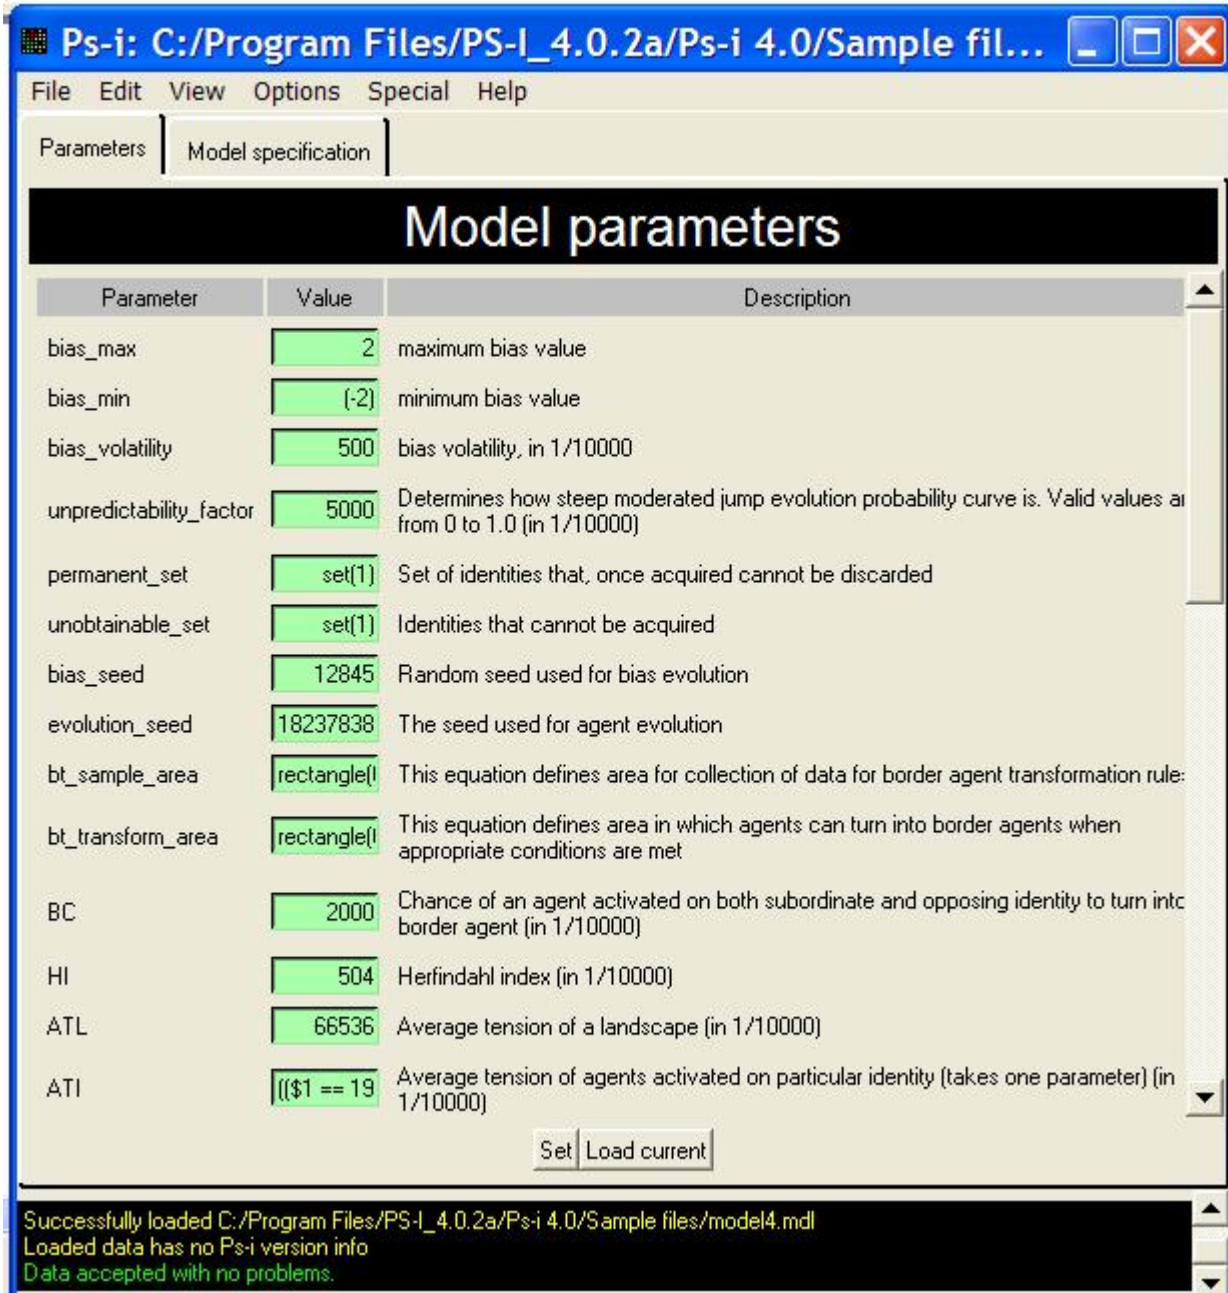 Ps-i: C:/Program Files/PS-I_4.0.2a/Ps-i 4.0/Sample fil...
File Edit View Options Special Help
Parameters Model specification
Model parameters
Parameter Value Description
bias_max 2 maximum bias value
bias_min (-2) minimum bias value
bias_volatility 500 bias volatility, in 1/10000
unpredictability_factor 5000 Determines how steep moderated jump evolution probability curve is. Valid values ar
from 0 to 1.0 (in 1/10000)
permanent_set set(1) Set of identities that, once acquired cannot be discarded
unobtainable_set set(1) Identities that cannot be acquired
bias_seed 12845 Random seed used for bias evolution
evolution_seed 18237838 The seed used for agent evolution
bt_sample_area rectangle( This equation defines area for collection of data for border agent transformation rule
bt_transform_area rectangle( This equation defines area in which agents can turn into border agents when
appropriate conditions are met
BC 2000 Chance of an agent activated on both subordinate and opposing identity to turn intc
border agent (in 1/10000)
HI 504 Herfindahl index (in 1/10000)
ATL 66536 Average tension of a landscape (in 1/10000)
ATI (($1 == 19 Average tension of agents activated on particular identity (takes one parameter) (in
1/10000)
Set Load current
Successfully loaded C:/Program Files/PS-I_4.0.2a/Ps-i 4.0/Sample files/model4.mdl
Loaded data has no Ps-i version info
Data accepted with no problems.